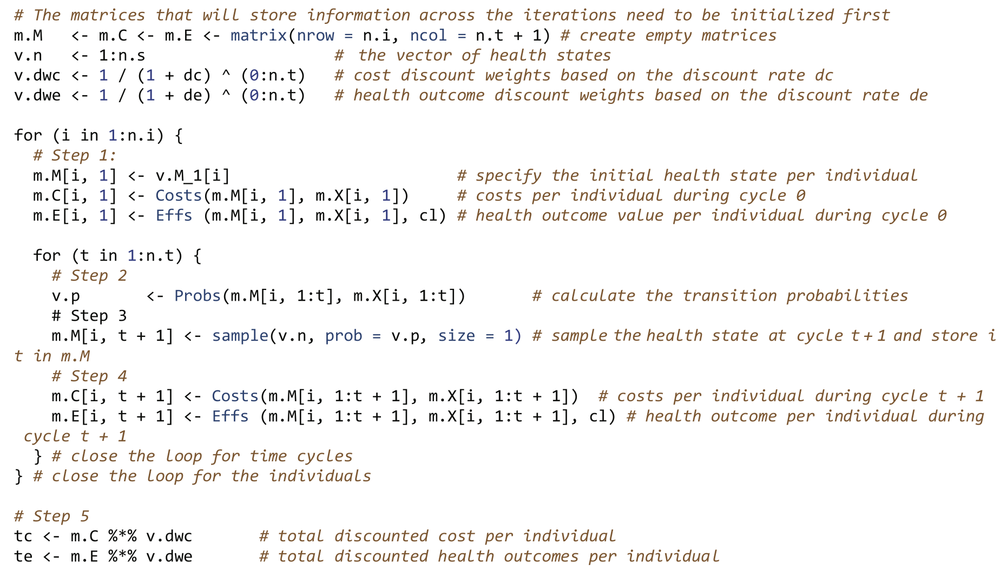 # The matrices that will store information across the iterations need to be initialized first
m.M   <- m.C <- m.E <- matrix(nrow = n.i, ncol = n.t + 1) # create empty matrices
v.n   <- 1:n.s                    #  the vector of health states
v.dwc <- 1 / (1 + dc) ^ (0:n.t)   # cost discount weights based on the discount rate dc
v.dwe <- 1 / (1 + de) ^ (0:n.t)   # health outcome discount weights based on the discount rate de

for (i in 1:n.i) {
  # Step 1:
  m.M[i, 1] <- v.M_1[i]                        # specify the initial health state per individual
  m.C[i, 1] <- Costs(m.M[i, 1], m.X[i, 1])     # costs per individual during cycle 0
  m.E[i, 1] <- Effs (m.M[i, 1], m.X[i, 1], cl) # health outcome value per individual during cycle 0

  for (t in 1:n.t) {
    # Step 2
    v.p       <- Probs(m.M[i, 1:t], m.X[i, 1:t])       # calculate the transition probabilities
    # Step 3
    m.M[i, t + 1] <- sample(v.n, prob = v.p, size = 1) # sample the health state at cycle t + 1 and store i
t in m.M
    # Step 4
    m.C[i, t + 1] <- Costs(m.M[i, 1:t + 1], m.X[i, 1:t + 1])  # costs per individual during cycle t + 1
    m.E[i, t + 1] <- Effs (m.M[i, 1:t + 1], m.X[i, 1:t + 1], cl) # health outcome per individual during
 cycle t + 1
  } # close the loop for time cycles
} # close the loop for the individuals

# Step 5
tc <- m.C %*% v.dwc       # total discounted cost per individual
te <- m.E %*% v.dwe       # total discounted health outcomes per individual